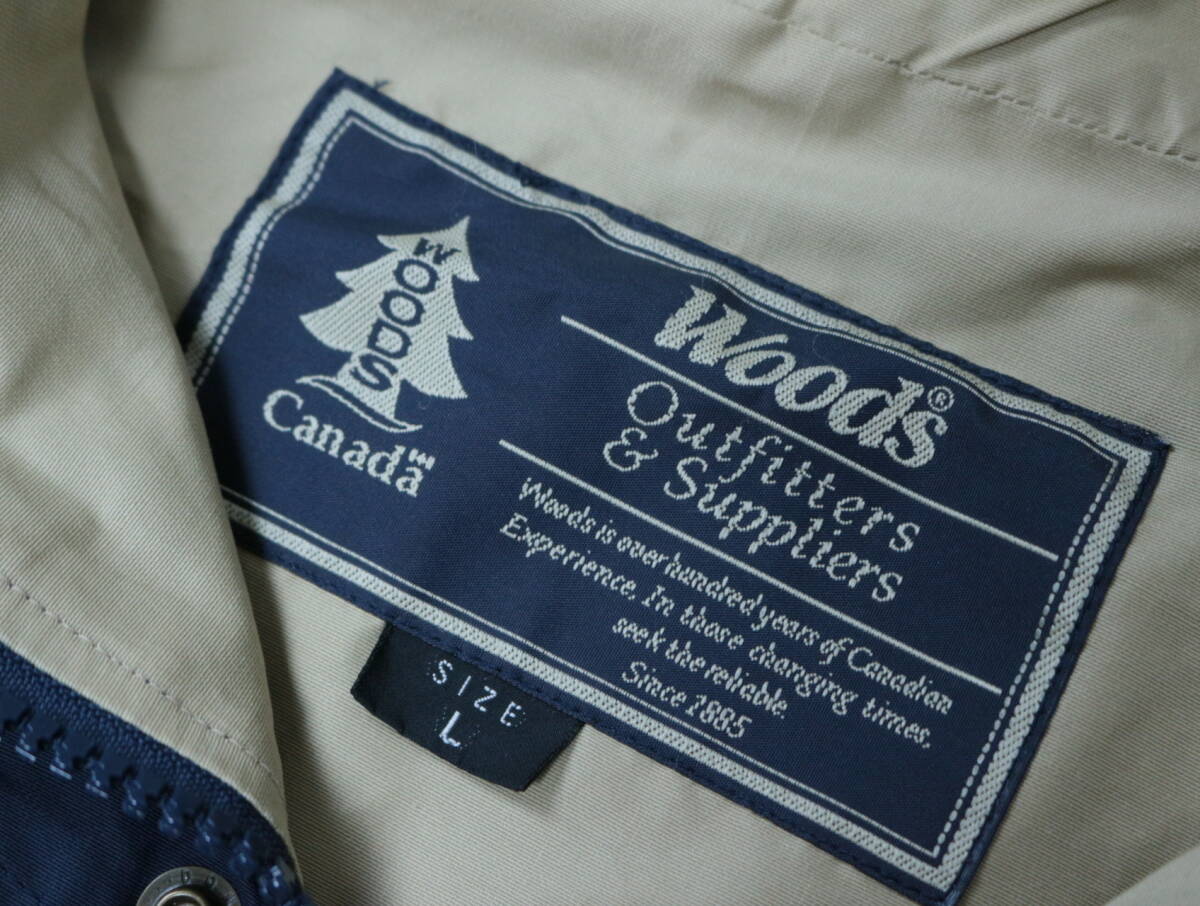 WOODS
Canada
Woods®
Outfitters
& Suppliers
Woods is over hundred years of Canadian
Experience. In those changing times,
seek the reliable.
Since 1885
SIZE
L